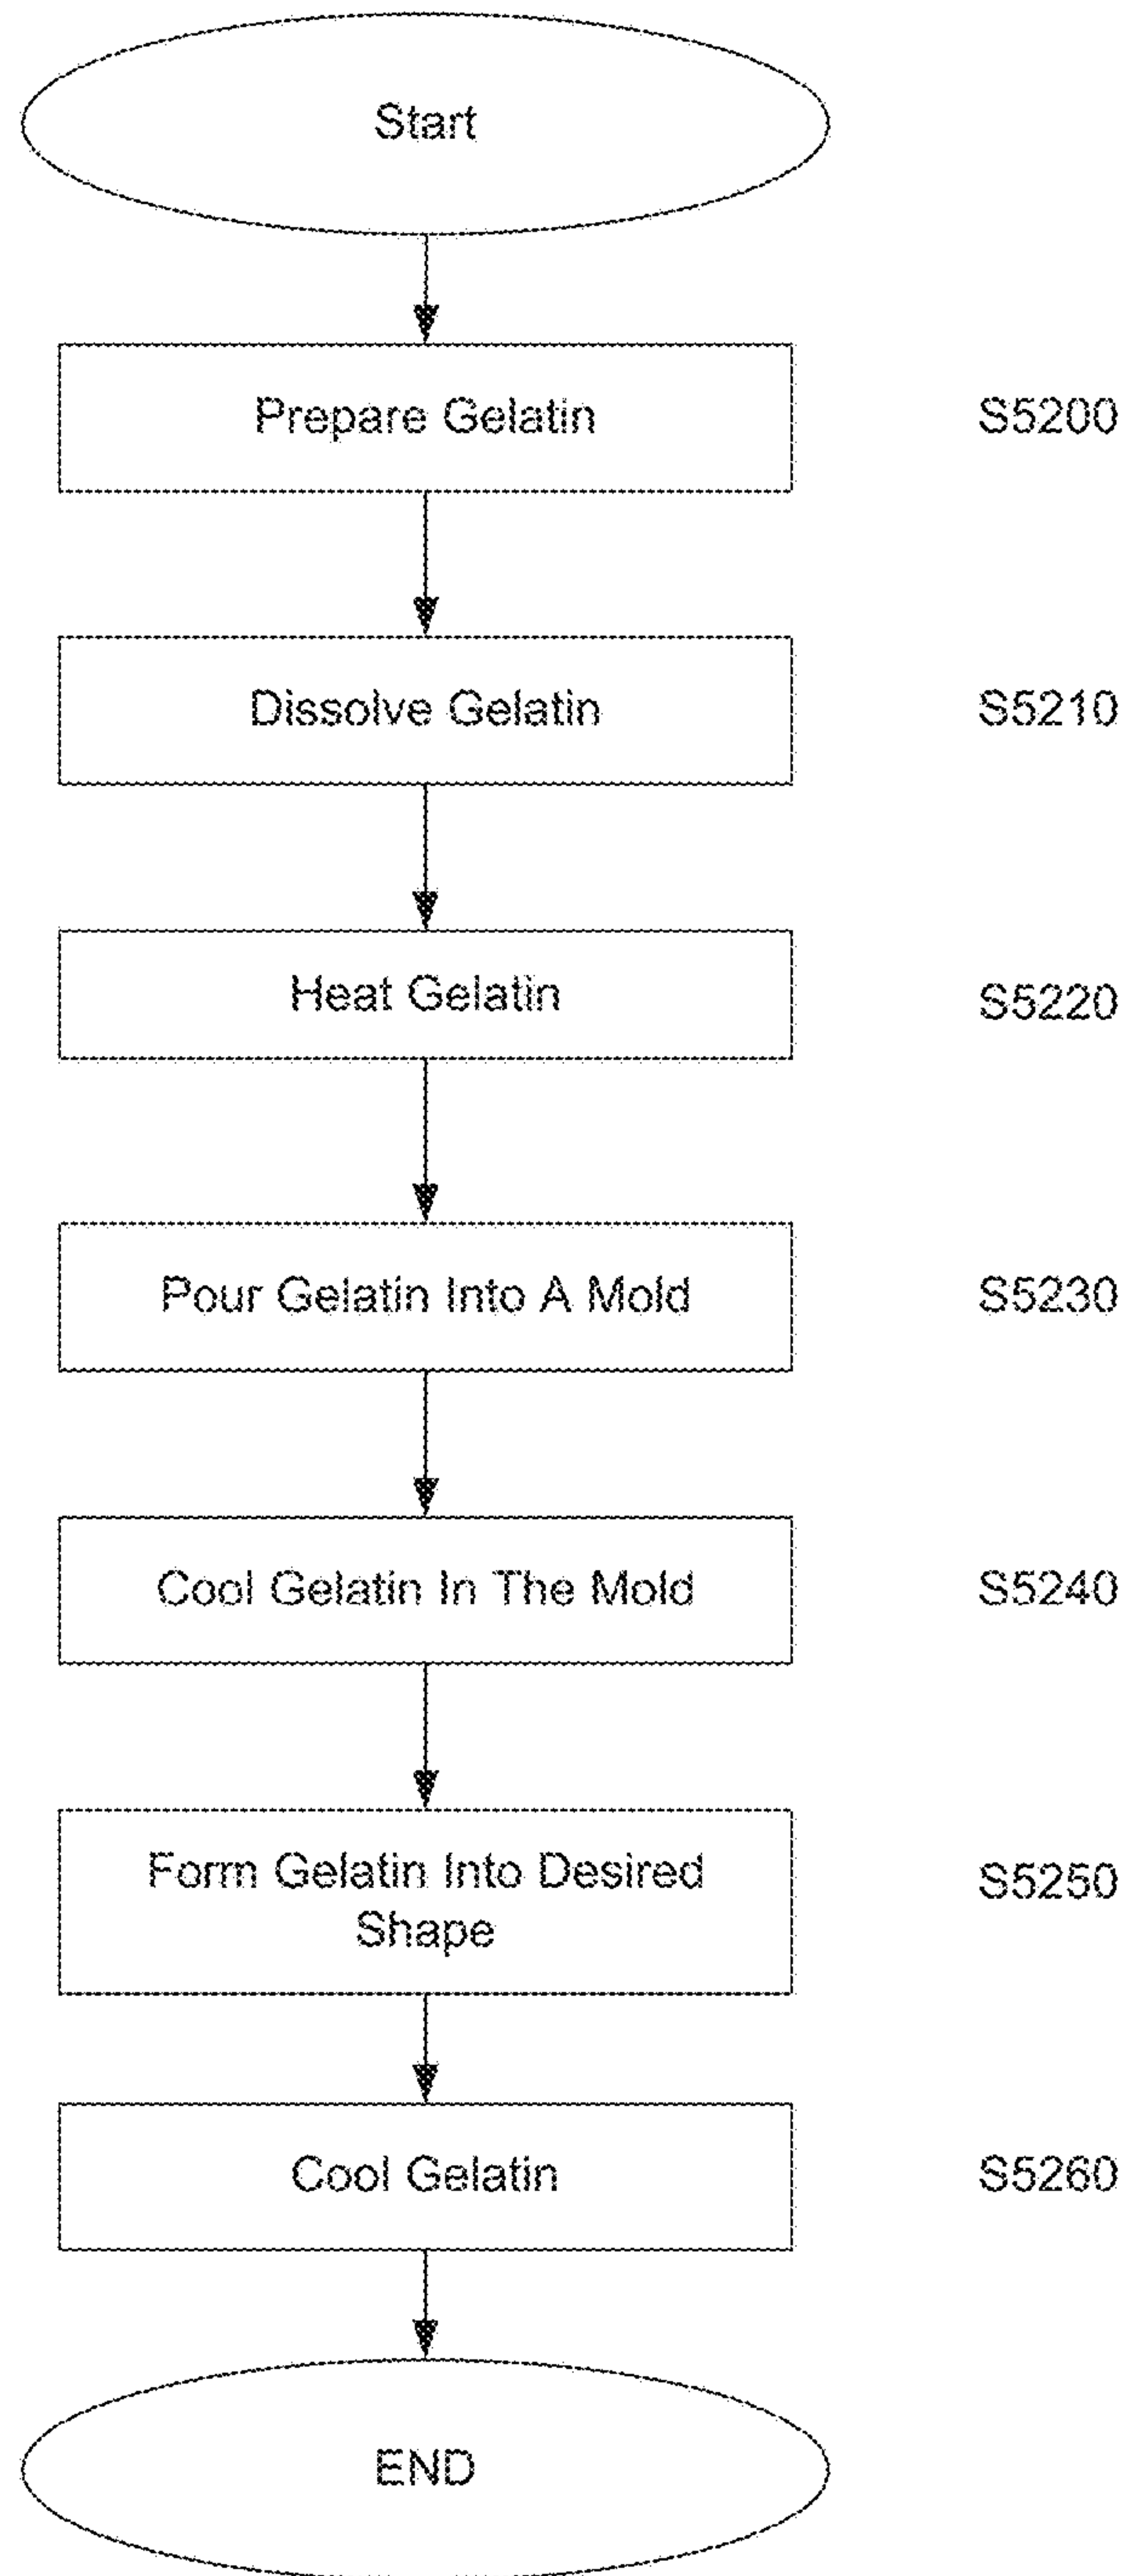 Start
Prepare Gelatin
S5200
Dissolve Gelatin
S5210
Heat Gelatin
S5220
Pour Gelatin Into A Mold
S5230
Cool Gelatin In The Mold
S5240
Form Gelatin Into Desired
Shape
S5250
Cool Gelatin
S5260
END